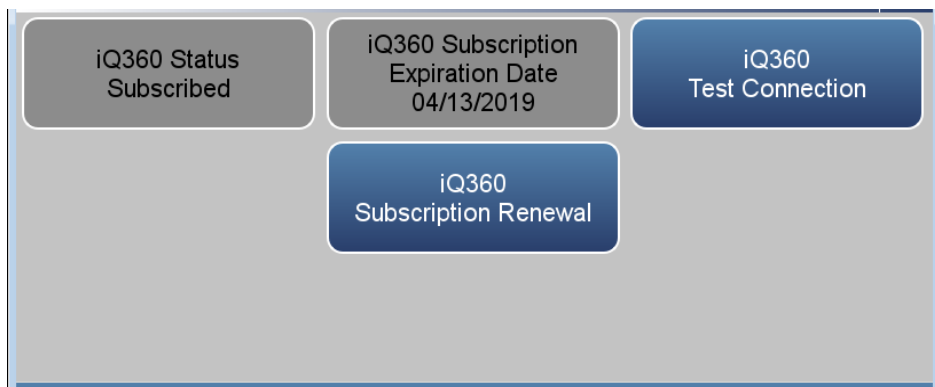 iQ360 Status
Subscribed
iQ360 Subscription
Expiration Date
04/13/2019
iQ360
Test Connection
iQ360
Subscription Renewal